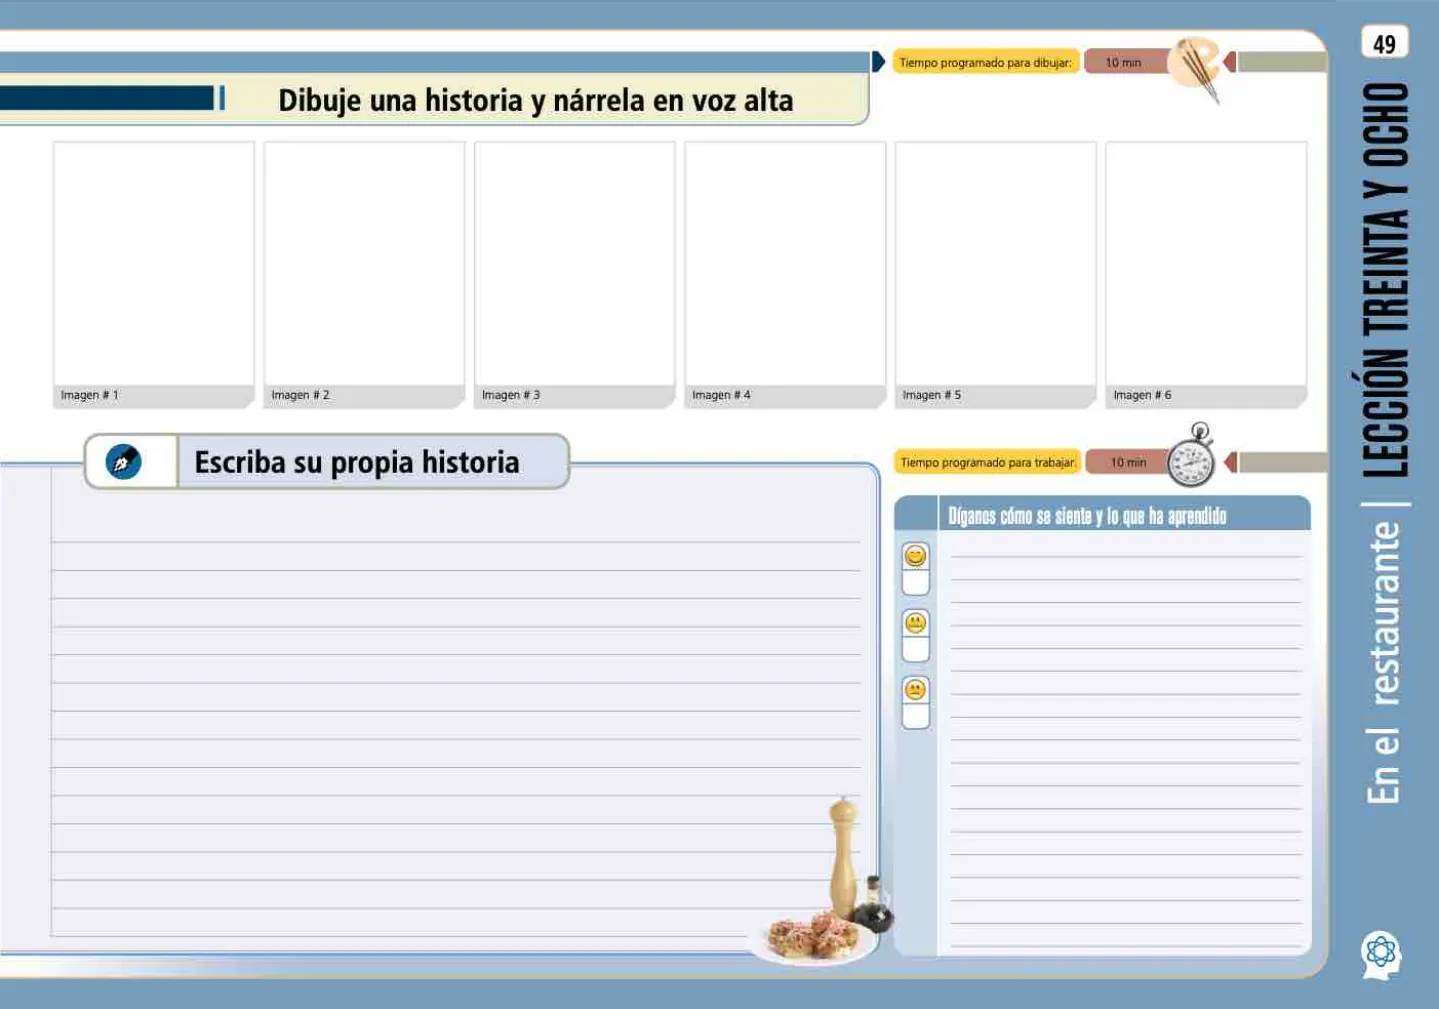 Tiempo programado para dibujar:
10 min
49
Dibuje una historia y nárrela en voz alta
Imagen # 1
Imagen # 2
Imagen # 3
Imagen # 4
Imagen # 5
Imagen # 6
Escriba su propia historia
Tiempo programado para trabajar:
10 min
Díganos cómo se siente y lo que ha aprendido
En el restaurante | LECCIÓN TREINTA Y OCHO